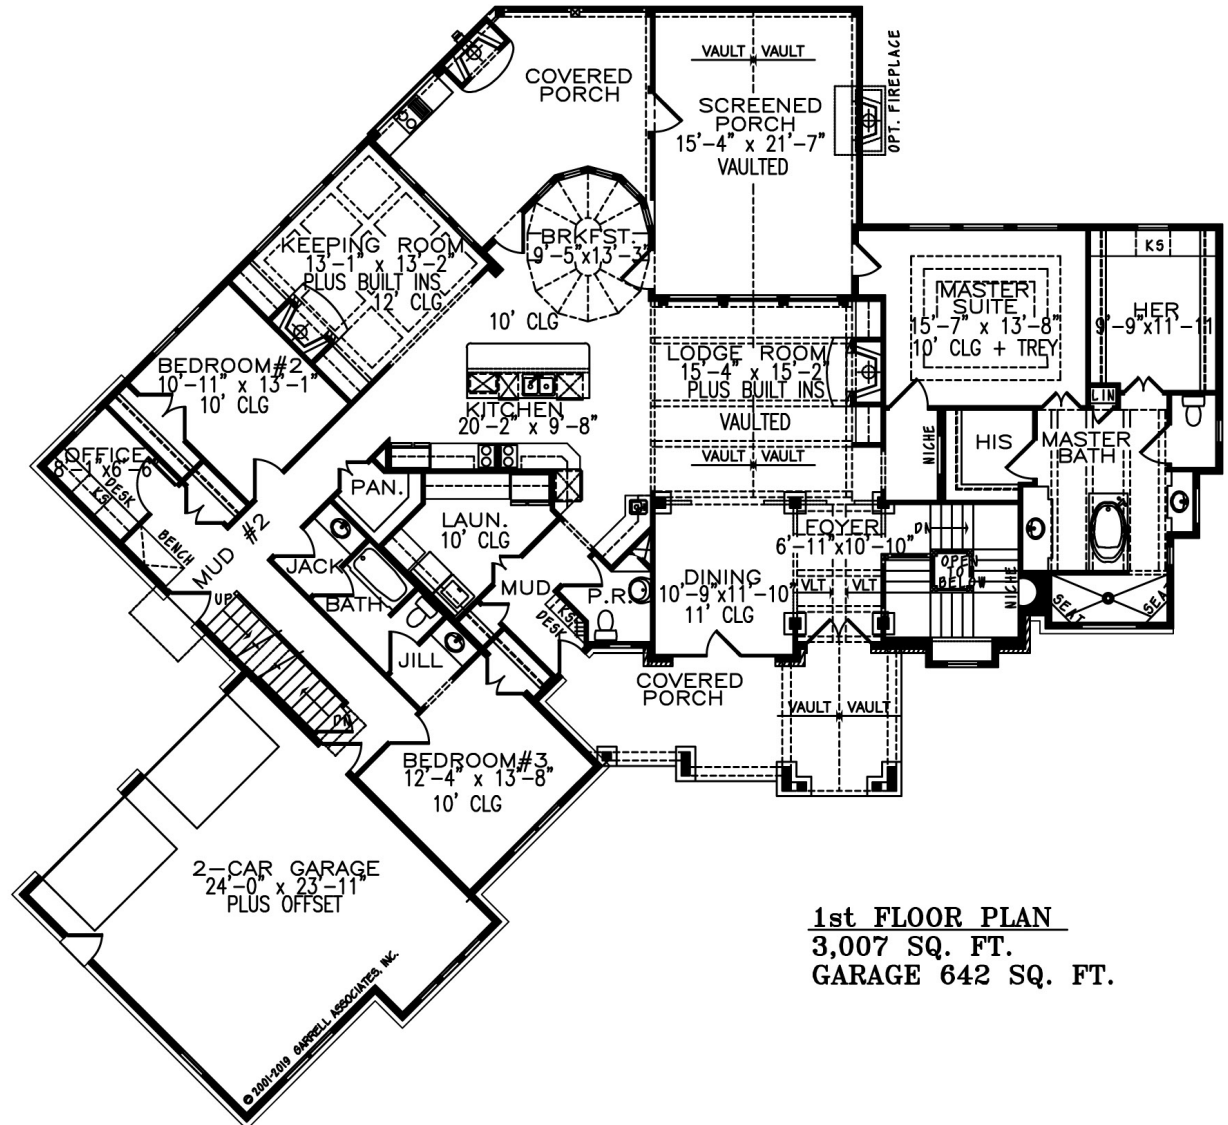 VAULT VAULT
COVERED
PORCH
SCREENED
PORCH
15'-4" x 21'-7"
VAULTED
OPT. FIREPLACE
KEEPING ROOM
13'-1" x 13'-2"
PLUS BUILT INS
12' CLG
BRKFST
9'-5"x13'-3"
10' CLG
KS
MASTER
SUITE
15'-7" x 13'-8"
10' CLG + TREY
HER
9'-9"x11'-11"
BEDROOM#2
10'-11" x 13'-1"
10' CLG
LODGE ROOM
15'-4" x 15'-2"
PLUS BUILT INS
VAULTED
VAULT VAULT
KITCHEN
20'-2" x 9'-8"
LIN
NICHE
HIS
MASTER
BATH
OFFICE
8'-1"x6'-6"
DESK
KS
BENCH
MUD #2
PAN.
LAUN.
10' CLG
FOYER
6'-11"x10'-10"
DN
OPEN
TO
BELOW
NICHE
JACK
BATH
JILL
MUD
KS
DESK
P.R.
DINING
10'-9"x11'-10"
11' CLG
VLT VLT
SEAT
SEAT
UP
DN
COVERED
PORCH
VAULT VAULT
BEDROOM#3
12'-4" x 13'-8"
10' CLG
2-CAR GARAGE
24'-0" x 23'-11"
PLUS OFFSET
© 2001-2019 GARRELL ASSOCIATES, INC.
1st FLOOR PLAN
3,007 SQ. FT.
GARAGE 642 SQ. FT.